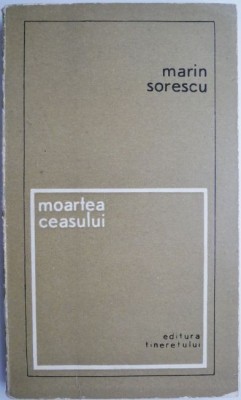 marin
sorescu
moartea
ceasului
editura
tineretului